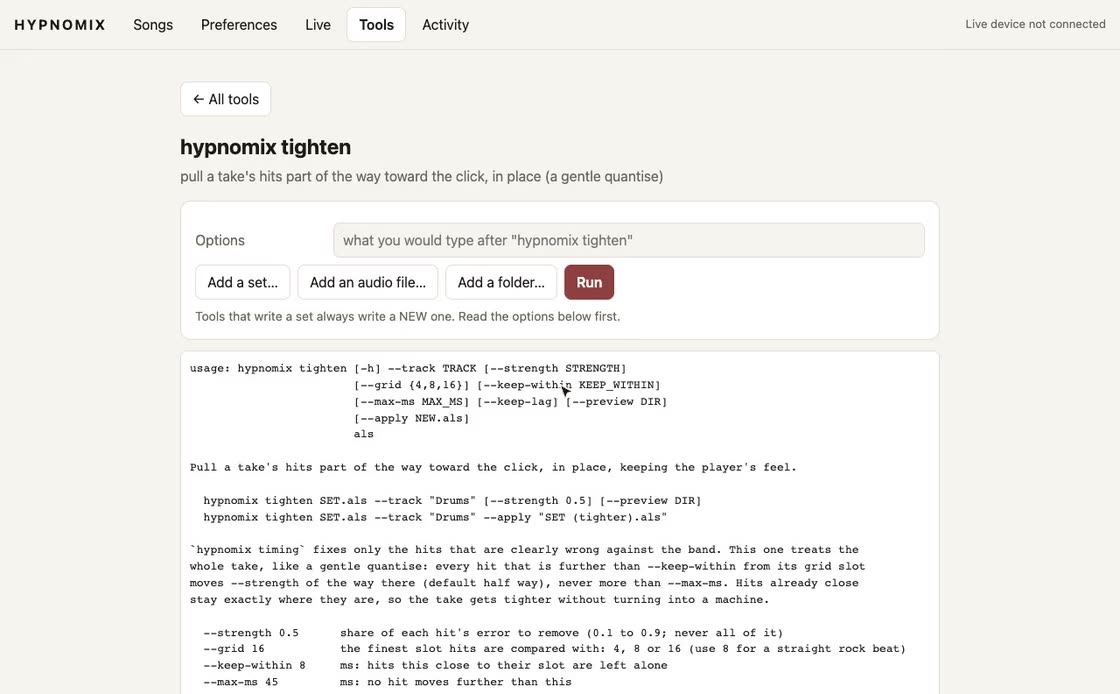 HYPNOMIX Songs Preferences Live Tools Activity Live device not connected
← All tools
hypnomix tighten
pull a take's hits part of the way toward the click, in place (a gentle quantise)
Options what you would type after "hypnomix tighten"
Add a set... Add an audio file... Add a folder... Run
Tools that write a set always write a NEW one. Read the options below first.
usage: hypnomix tighten [-h] --track TRACK [--strength STRENGTH]
[--grid {4,8,16}] [--keep-within KEEP_WITHIN]
[--max-ms MAX_MS] [--keep-lag] [--preview DIR]
[--apply NEW.als]
als
Pull a take's hits part of the way toward the click, in place, keeping the player's feel.
hypnomix tighten SET.als --track "Drums" [--strength 0.5] [--preview DIR]
hypnomix tighten SET.als --track "Drums" --apply "SET (tighter).als"
`hypnomix timing` fixes only the hits that are clearly wrong against the band. This one treats the
whole take, like a gentle quantise: every hit that is further than --keep-within from its grid slot
moves --strength of the way there (default half way), never more than --max-ms. Hits already close
stay exactly where they are, so the take gets tighter without turning into a machine.
--strength 0.5 share of each hit's error to remove (0.1 to 0.9; never all of it)
--grid 16 the finest slot hits are compared with: 4, 8 or 16 (use 8 for a straight rock beat)
--keep-within 8 ms: hits this close to their slot are left alone
--max-ms 45 ms: no hit moves further than this